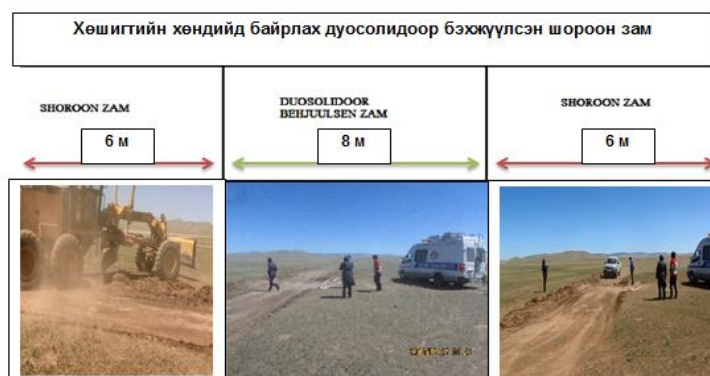 Хөшигтийн хөндийд байрлах дуосолидоор бэхжүүлсэн шороон зам
SHOROON ZAM
DUOSOLIDOOR
BEHJUULSEN ZAM
SHOROON ZAM
6 м
8 м
6 м